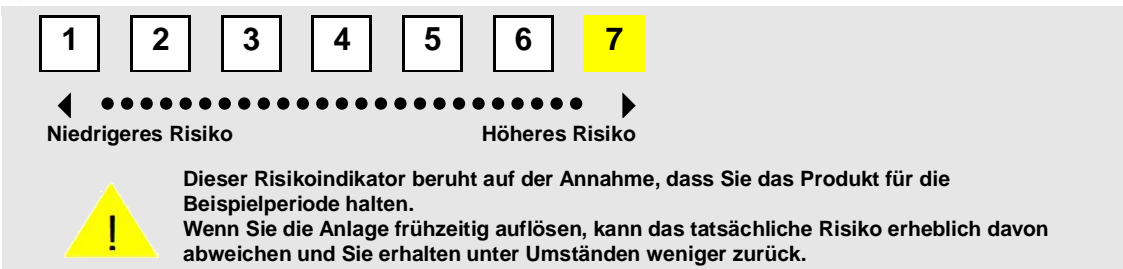 1 2 3 4 5 6 7
Niedrigeres Risiko Höheres Risiko
Dieser Risikoindikator beruht auf der Annahme, dass Sie das Produkt für die
Beispielperiode halten.
!
Wenn Sie die Anlage frühzeitig auflösen, kann das tatsächliche Risiko erheblich davon
abweichen und Sie erhalten unter Umständen weniger zurück.